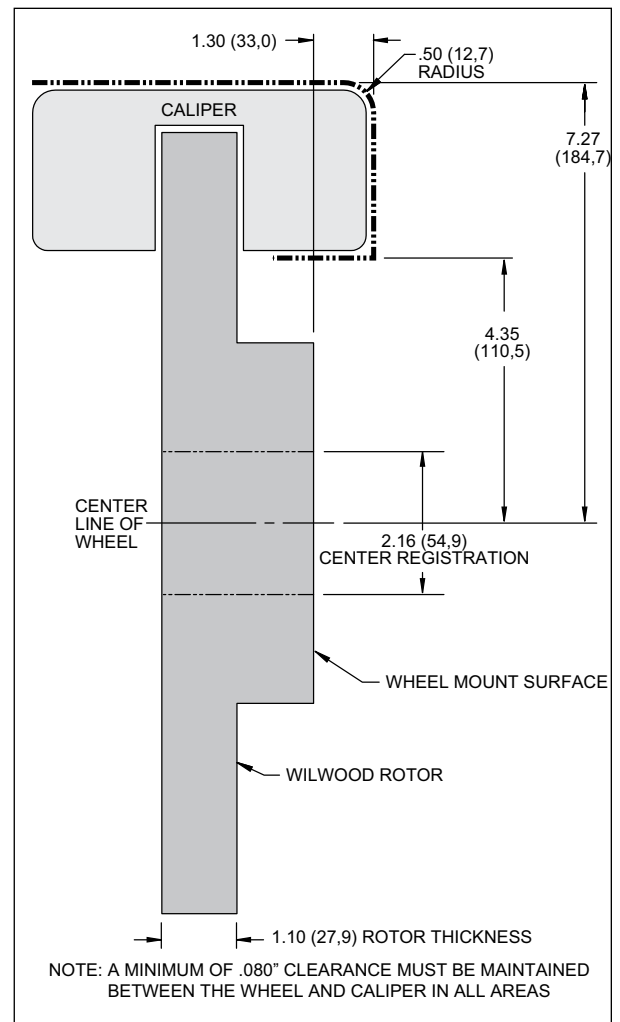 1.30 (33,0)
.50 (12,7)
RADIUS
CALIPER
7.27
(184,7)
4.35
(110,5)
CENTER
LINE OF
WHEEL
2.16 (54,9)
CENTER REGISTRATION
WHEEL MOUNT SURFACE
WILWOOD ROTOR
1.10 (27,9) ROTOR THICKNESS
NOTE: A MINIMUM OF .080” CLEARANCE MUST BE MAINTAINED
BETWEEN THE WHEEL AND CALIPER IN ALL AREAS